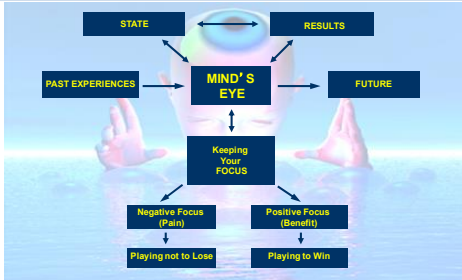 STATE
RESULTS
PAST EXPERIENCES
MIND'S
EYE
FUTURE
Keeping
Your
FOCUS
Negative Focus
(Pain)
Positive Focus
(Benefit)
Playing not to Lose
Playing to Win